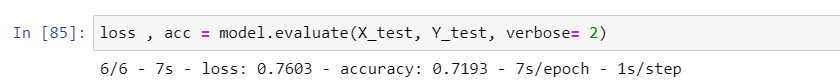 In [85]: loss , acc = model.evaluate(X_test, Y_test, verbose= 2)
6/6 - 7s - loss: 0.7603 - accuracy: 0.7193 - 7s/epoch - 1s/step